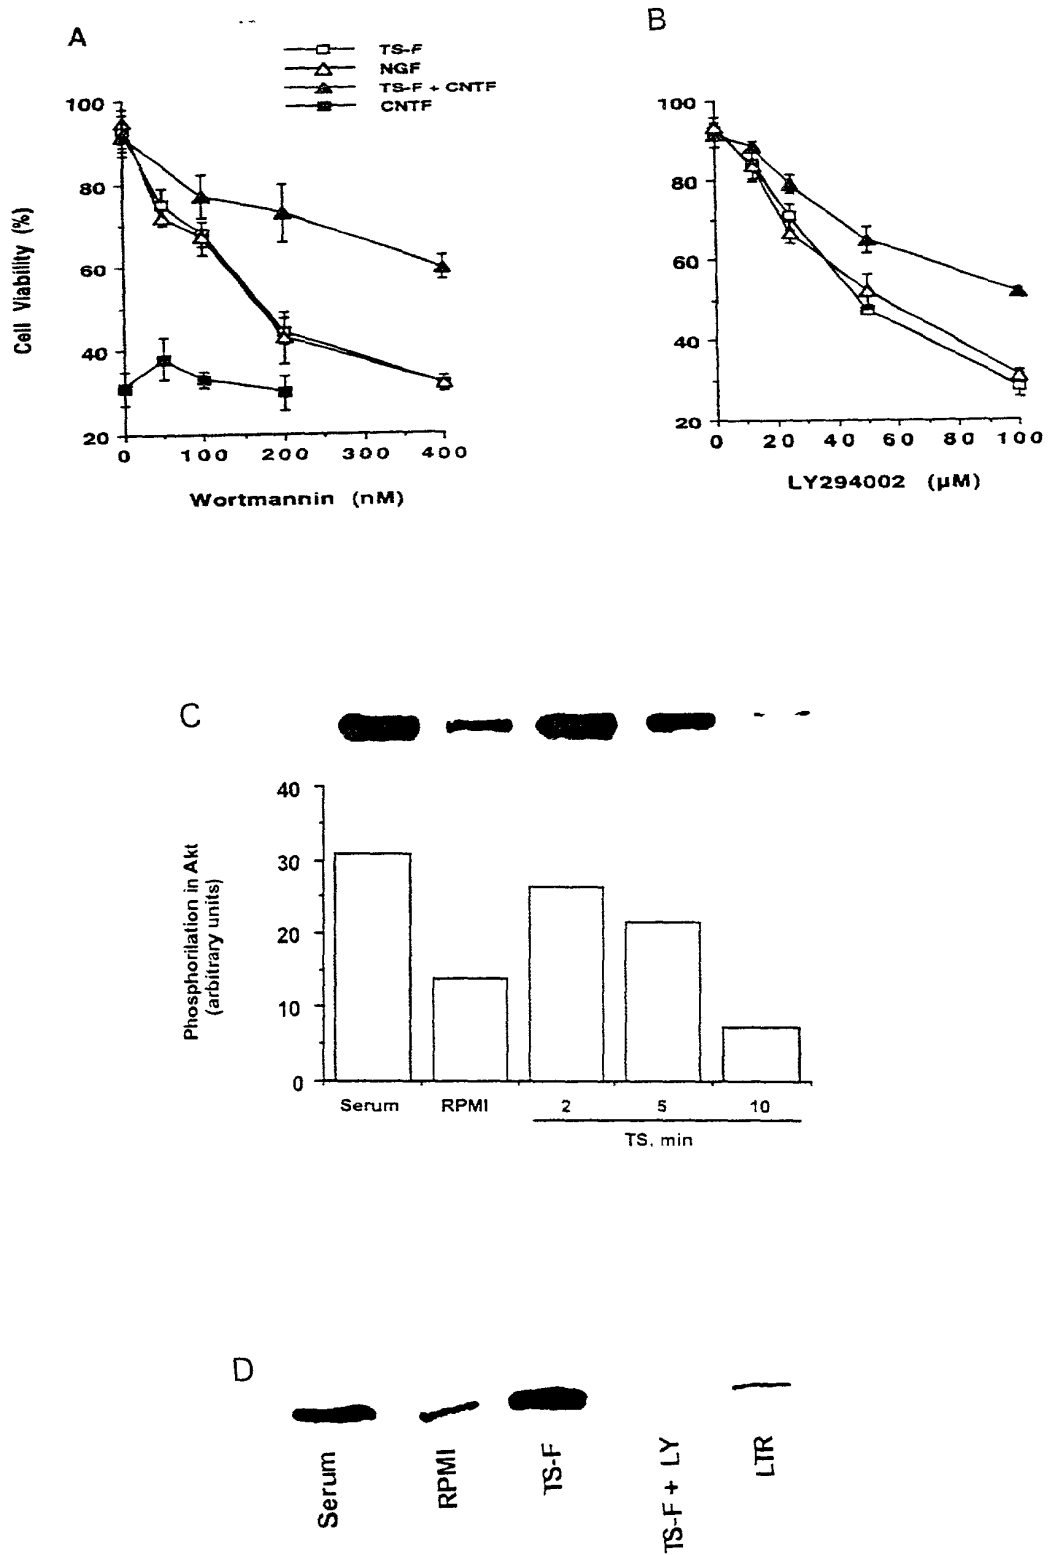 A
B
TS-F
NGF
TS-F + CNTF
CNTF
100
80
60
40
20
Cell Viability (%)
0 100 200 300 400
Wortmannin (nM)
100
80
60
40
20
0 20 40 60 80 100
LY294002 (µM)
C
40
30
20
10
0
Phosphorilation in Akt
(arbitrary units)
Serum RPMI 2 5 10
TS. min
D
Serum
RPMI
TS-F
TS-F + LY
LTR